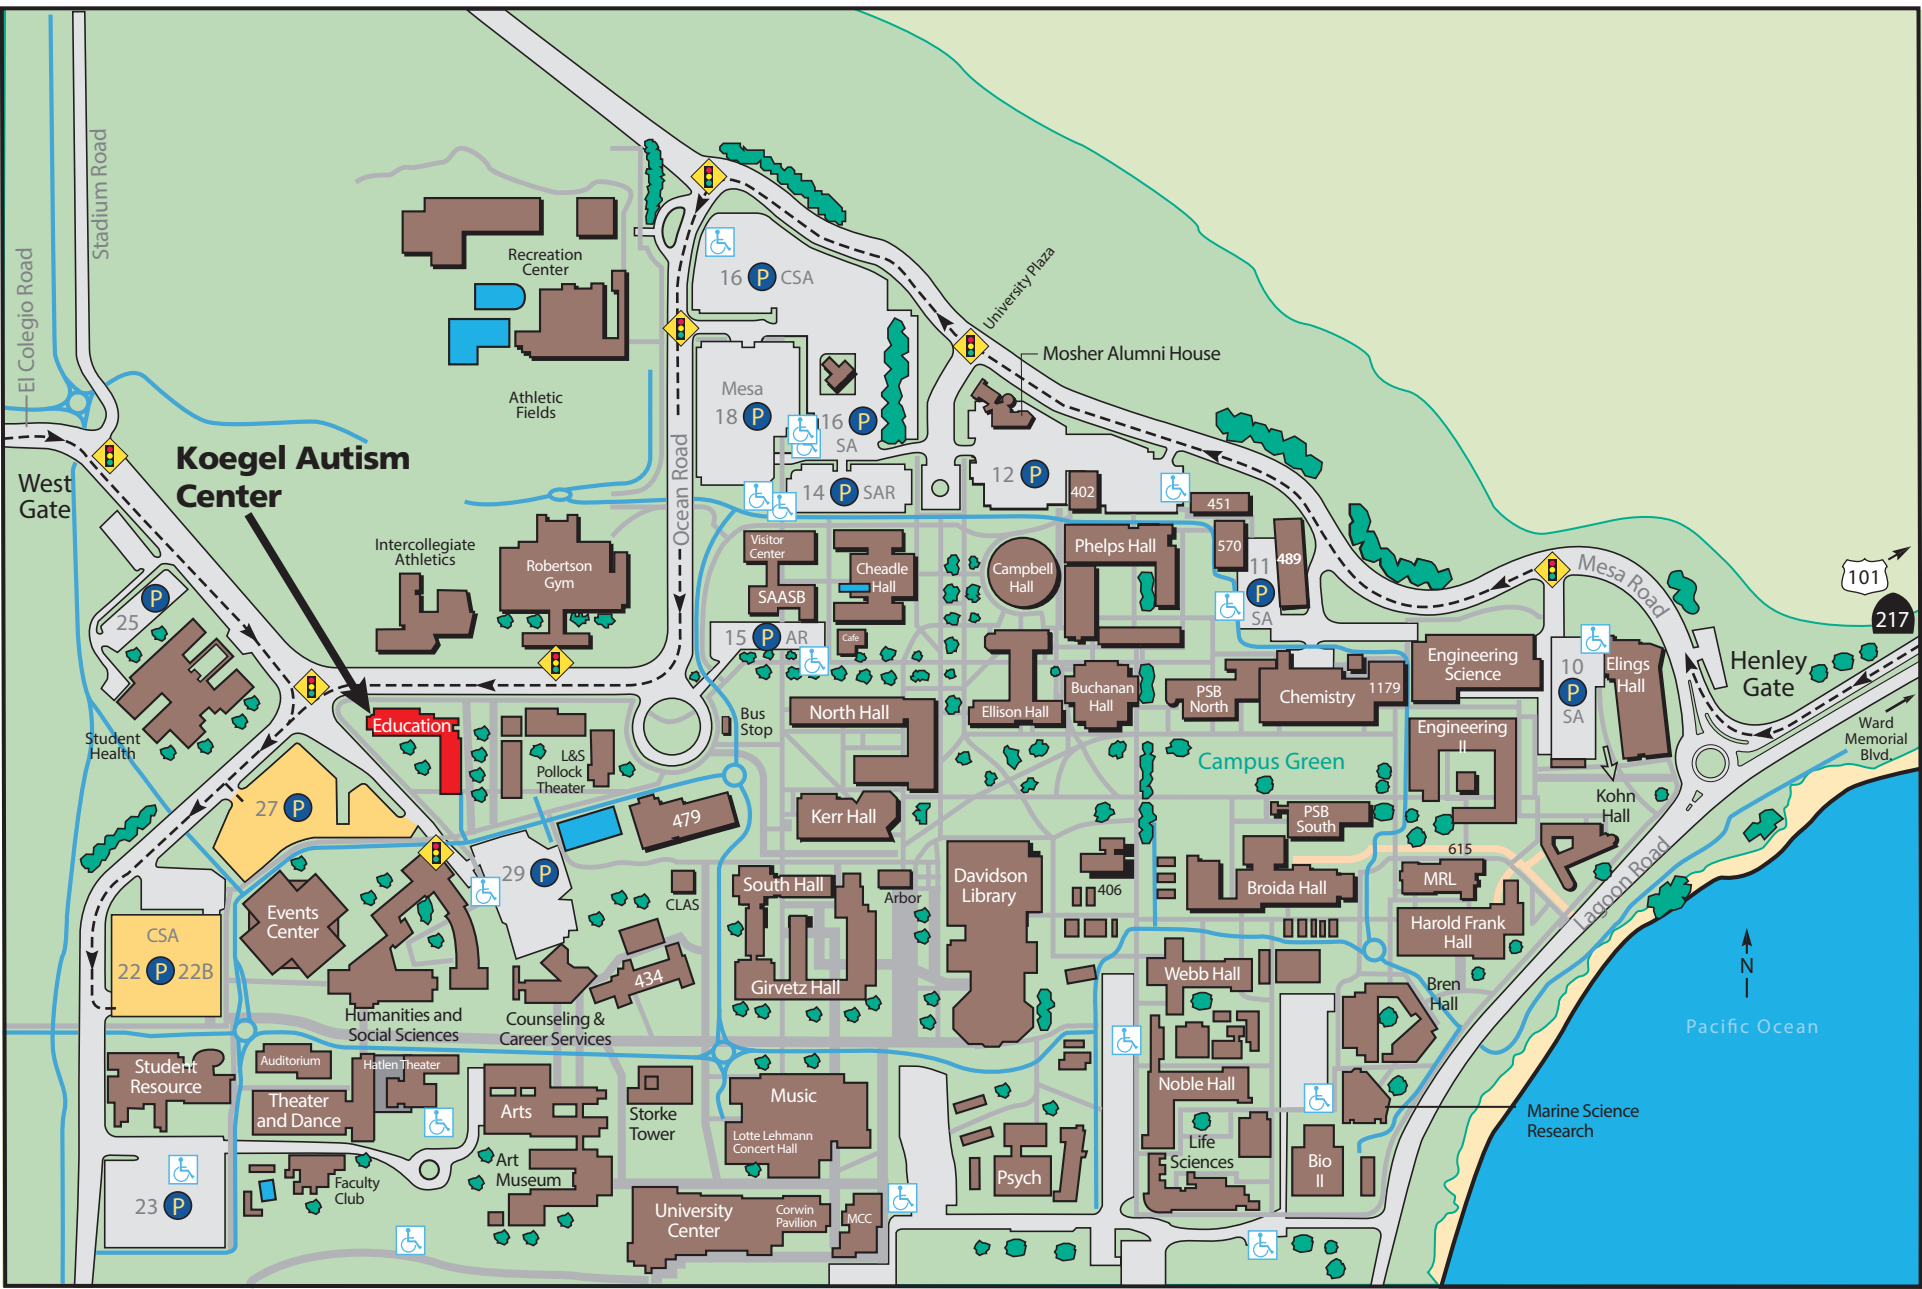 Stadium Road
El Colegio Road
Recreation
Center
16 P CSA
University Plaza
Mosher Alumni House
Athletic
Fields
Mesa
18 P
16 P
SA
Koegel Autism
Center
West
Gate
Ocean Road
14 P SAR
12 P
402
451
101
217
Mesa Road
Intercollegiate
Athletics
Robertson
Gym
Visitor
Center
Cheadle
Hall
SAASB
Campbell
Hall
Phelps Hall
570
489
11
P
SA
25 P
15 P AR
Cafe
Engineering
Science
10
P
SA
Elings
Hall
Henley
Gate
Ward
Memorial
Blvd.
Education
Student
Health
L&S
Pollock
Theater
Bus
Stop
North Hall
Ellison Hall
Buchanan
Hall
PSB
North
Chemistry
1179
Engineering
II
Campus Green
27 P
479
Kerr Hall
PSB
South
Kohn
Hall
615
Lagoon Road
29 P
CLAS
South Hall
Arbor
Davidson
Library
406
Broida Hall
MRL
Harold Frank
Hall
Events
Center
CSA
22 P 22B
434
Girvetz Hall
Webb Hall
Bren
Hall
N
Pacific Ocean
Humanities and
Social Sciences
Counseling &
Career Services
Student
Resource
Auditorium
Hatlen Theater
Theater
and Dance
Arts
Storke
Tower
Music
Lotte Lehmann
Concert Hall
Noble Hall
Marine Science
Research
Life
Sciences
Bio
II
Psych
Art
Museum
Faculty
Club
23 P
University
Center
Corwin
Pavilion
MCC